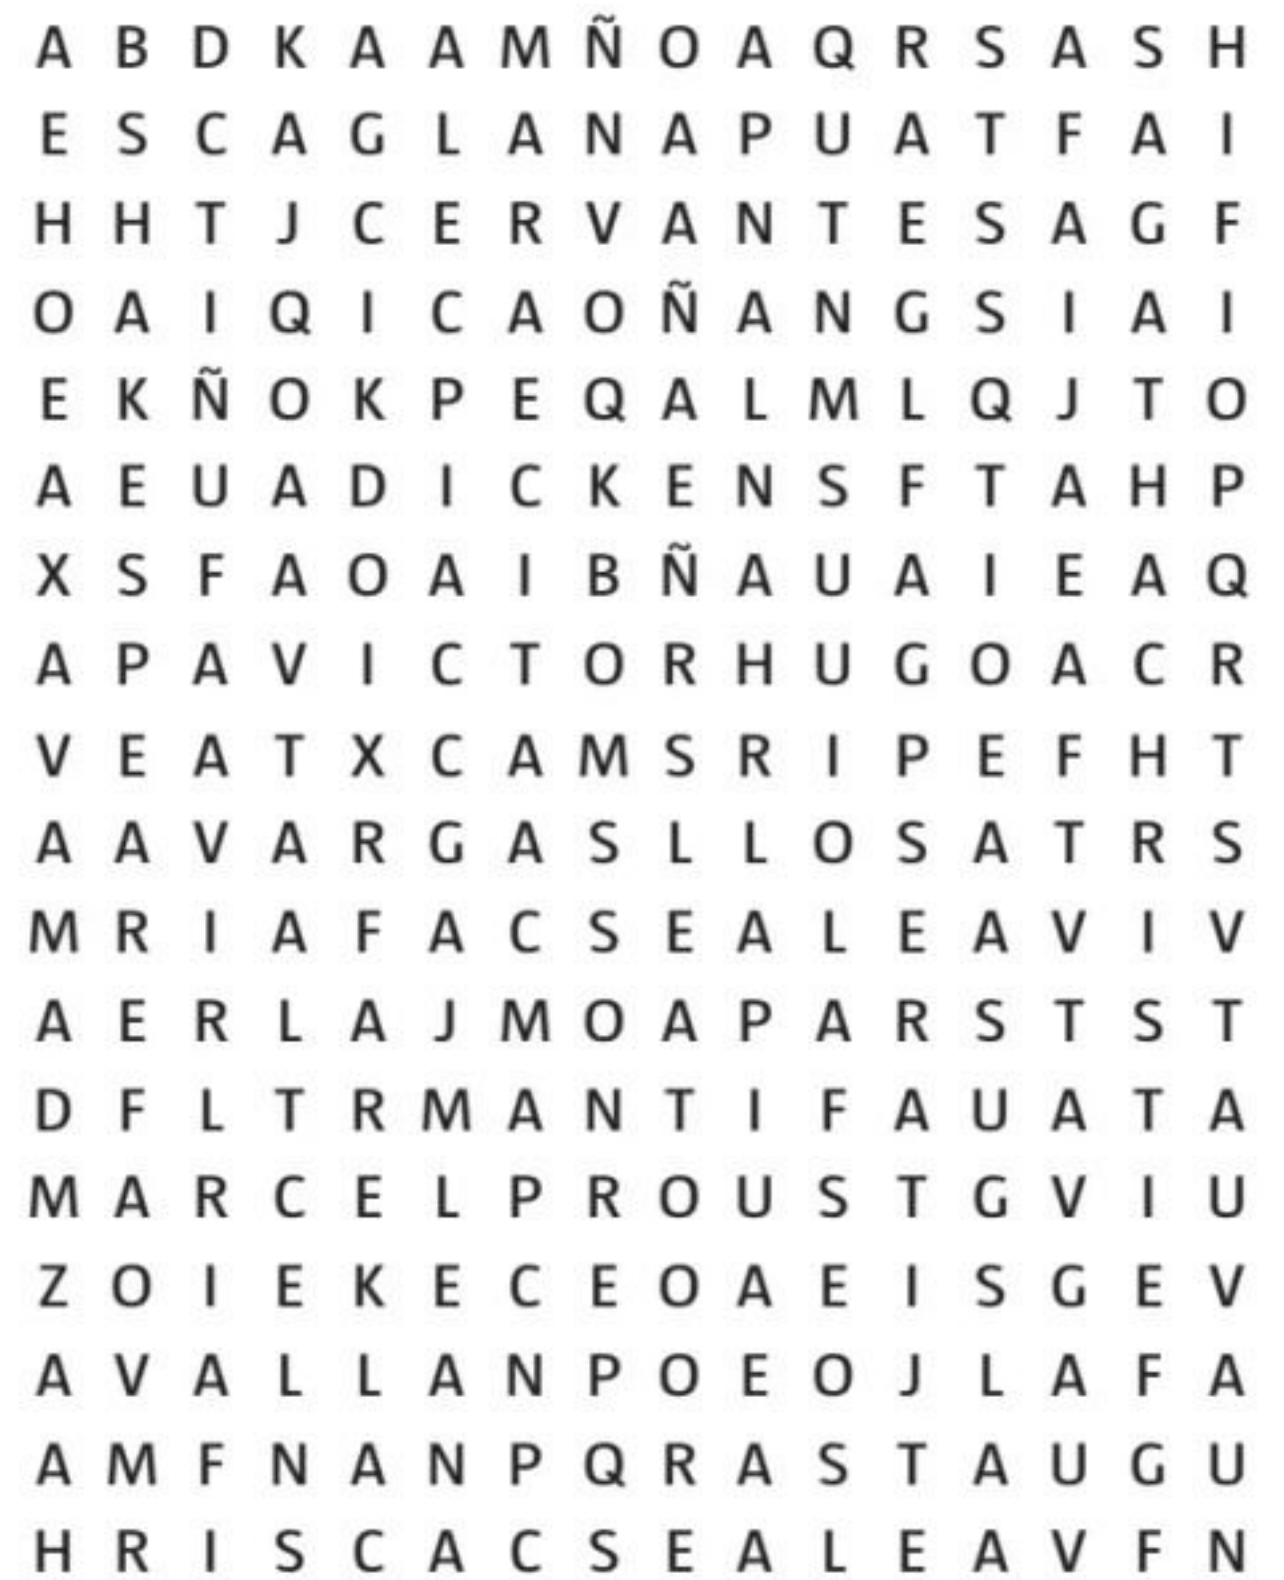 A B D K A A M Ñ O A Q R S A S H
E S C A G L A N A P U A T F A I
H H T J C E R V A N T E S A G F
O A I Q I C A O Ñ A N G S I A I
E K Ñ O K P E Q A L M L Q J T O
A E U A D I C K E N S F T A H P
X S F A O A I B Ñ A U A I E A Q
A P A V I C T O R H U G O A C R
V E A T X C A M S R I P E F H T
A A V A R G A S L L O S A T R S
M R I A F A C S E A L E A V I V
A E R L A J M O A P A R S T S T
D F L T R M A N T I F A U A T A
M A R C E L P R O U S T G V I U
Z O I E K E C E O A E I S G E V
A V A L L A N P O E O J L A F A
A M F N A N P Q R A S T A U G U
H R I S C A C S E A L E A V F N